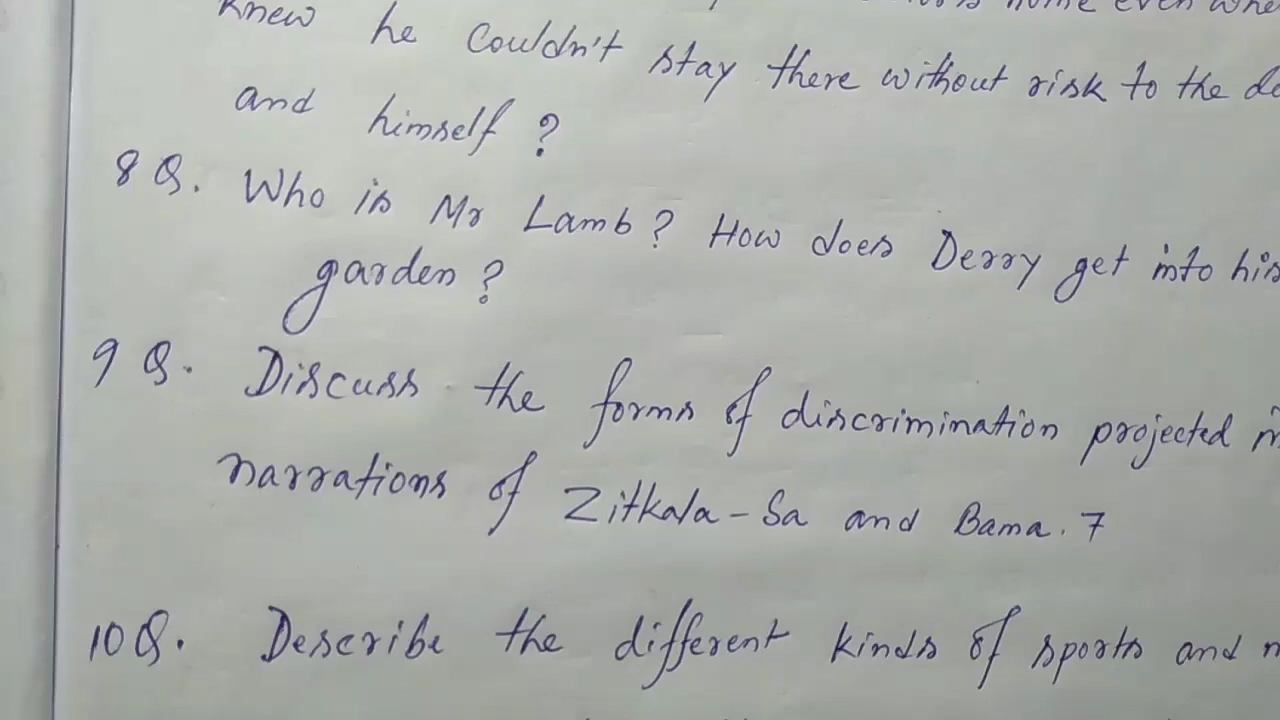 knew he couldn't stay there without risk to the
and himself ?
8 Q. Who is Mr Lamb ? How does Derry get into his
garden ?
9 Q. Discuss the forms of discrimination projected
narrations of Zitkala-Sa and Bama. 7
10 Q. Describe the different kinds of sports and